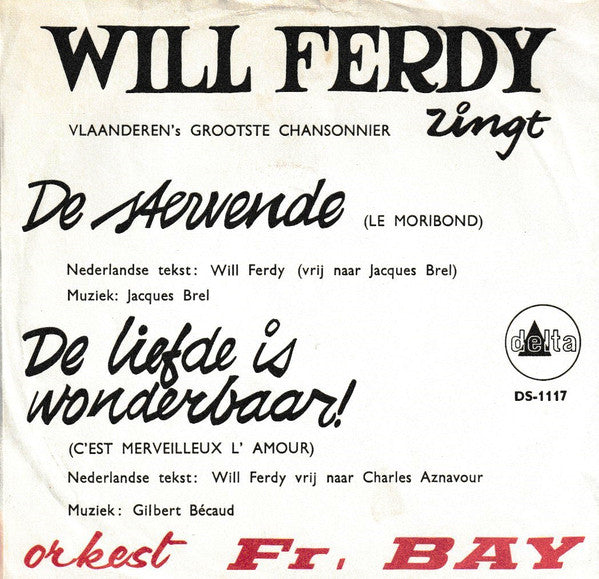 WILL FERDY
VLAANDEREN's GROOTSTE CHANSONNIER zingt
De stervende (LE MORIBOND)
Nederlandse tekst: Will Ferdy (vrij naar Jacques Brel)
Muziek: Jacques Brel
De liefde is
wonderbaar!
delta
DS-1117
(C'EST MERVEILLEUX L' AMOUR)
Nederlandse tekst: Will Ferdy vrij naar Charles Aznavour
Muziek: Gilbert Bécaud
orkest Fr. BAY